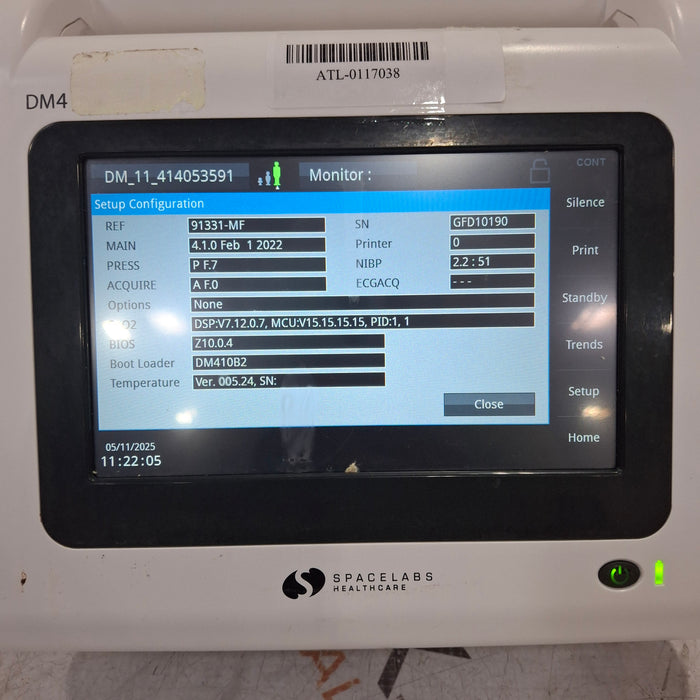 ATL-0117038
DM4
DM_11_414053591 Monitor : CONT
Setup Configuration
REF 91331-MF SN GFD10190
MAIN 4.1.0 Feb 1 2022 Printer 0
PRESS P F.7 NIBP 2.2 : 51
ACQUIRE A F.0 ECGACQ ---
Options None
O2 DSP:V7.12.0.7, MCU:V15.15.15.15, PID:1, 1
BIOS Z10.0.4
Boot Loader DM410B2
Temperature Ver. 005.24, SN:
Close
Silence
Print
Standby
Trends
Setup
Home
05/11/2025
11:22:05
SPACELABS
HEALTHCARE
AL